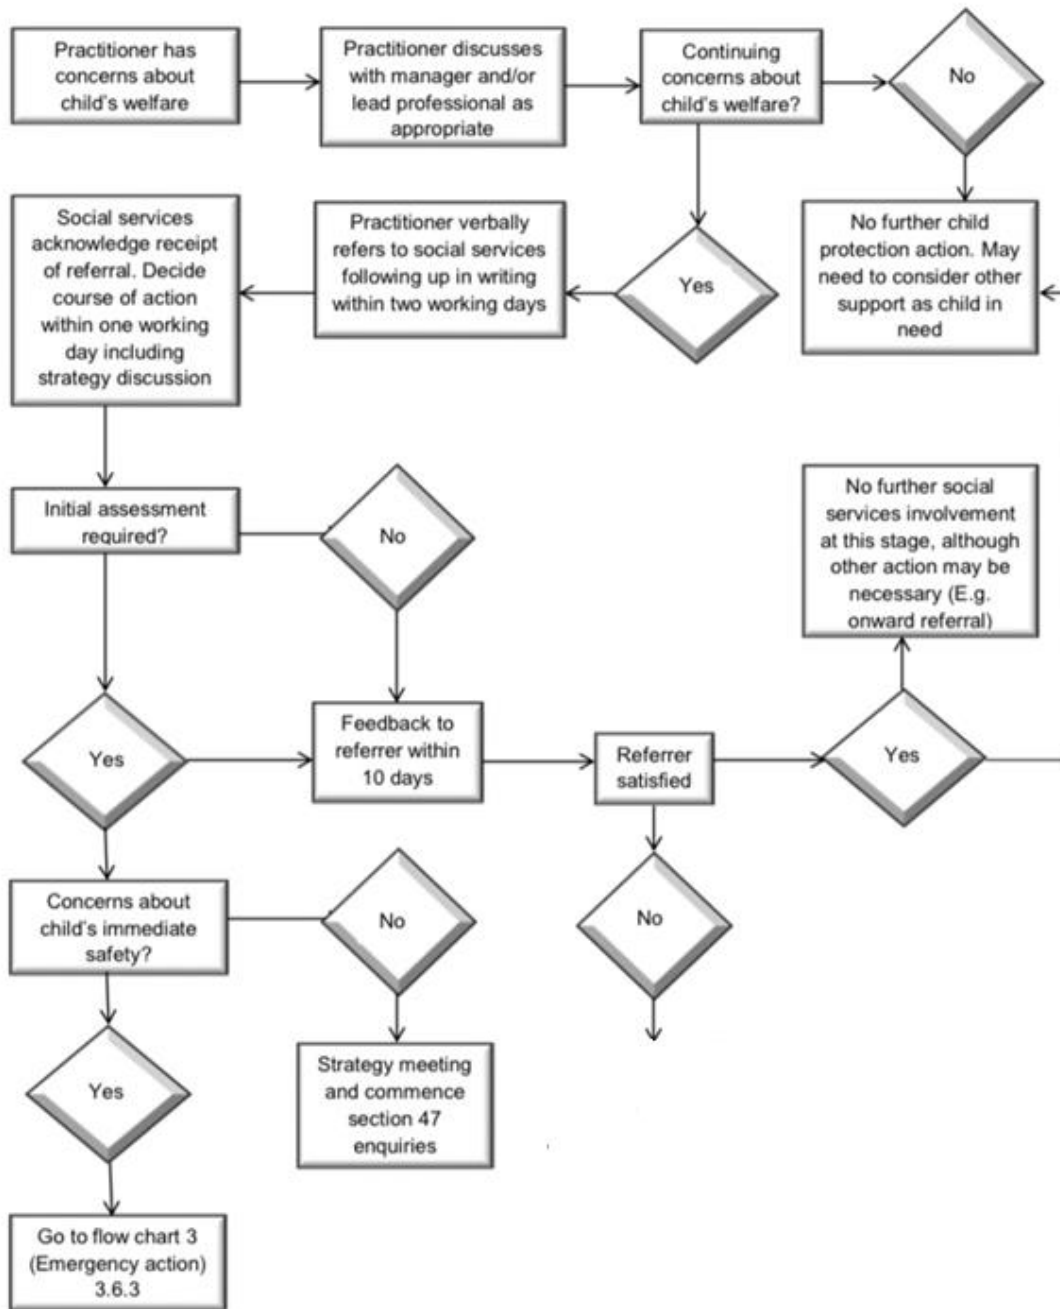 Practitioner has
concerns about
child's welfare
Practitioner discusses
with manager and/or
lead professional as
appropriate
Continuing
concerns about
child's welfare?
No
Social services
acknowledge receipt
of referral. Decide
course of action
within one working
day including
strategy discussion
Practitioner verbally
refers to social services
following up in writing
within two working days
Yes
No further child
protection action. May
need to consider other
support as child in
need
Initial assessment
required?
No
No further social
services involvement
at this stage, although
other action may be
necessary (E.g.
onward referral)
Yes
Feedback to
referrer within
10 days
Referrer
satisfied
Yes
Concerns about
child's immediate
safety?
No
No
Yes
Strategy meeting
and commence
section 47
enquiries
Go to flow chart 3
(Emergency action)
3.6.3